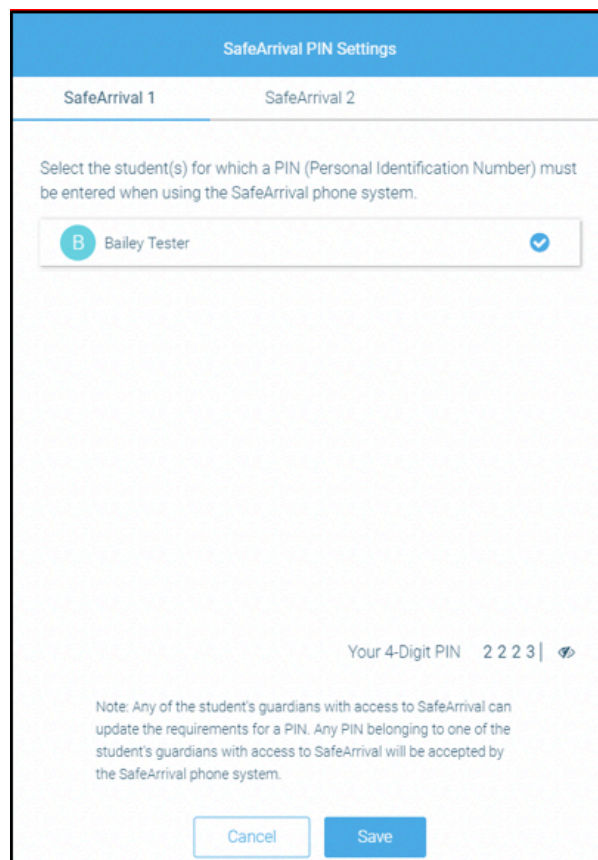 SafeArrival PIN Settings
SafeArrival 1
SafeArrival 2
Select the student(s) for which a PIN (Personal Identification Number) must
be entered when using the SafeArrival phone system.
B Bailey Tester
Your 4-Digit PIN 2 2 2 3
Note: Any of the student's guardians with access to SafeArrival can
update the requirements for a PIN. Any PIN belonging to one of the
student's guardians with access to SafeArrival will be accepted by
the SafeArrival phone system.
Cancel
Save